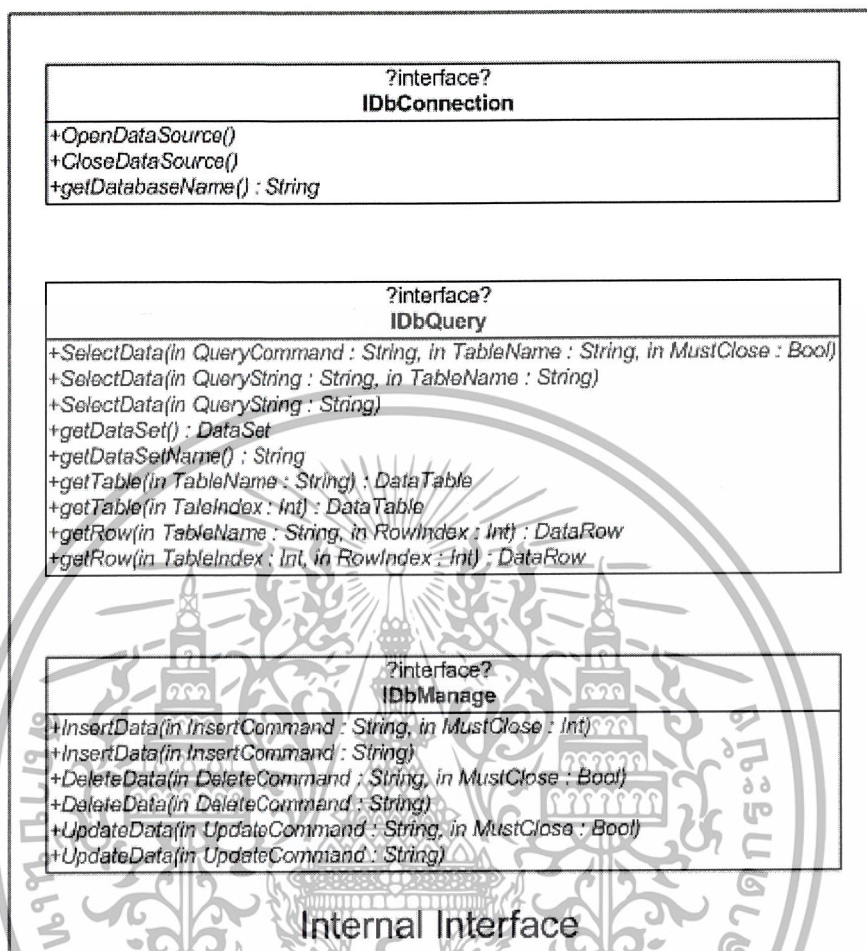 ?interface?
IDbConnection
+OpenDataSource()
+CloseDataSource()
+getDatabaseName() : String
?interface?
IDbQuery
+SelectData(in QueryCommand : String, in TableName : String, in MustClose : Bool)
+SelectData(in QueryString : String, in TableName : String)
+SelectData(in QueryString : String)
+getDataSet() : DataSet
+getDataSetName() : String
+getTable(in TableName : String) : DataTable
+getTable(in TaleIndex : Int) : DataTable
+getRow(in TableName : String, in RowIndex : Int) : DataRow
+getRow(in TableIndex : Int, in RowIndex : Int) : DataRow
?interface?
IDbManage
+InsertData(in InsertCommand : String, in MustClose : Int)
+InsertData(in InsertCommand : String)
+DeleteData(in DeleteCommand : String, in MustClose : Bool)
+DeleteData(in DeleteCommand : String)
+UpdateData(in UpdateCommand : String, in MustClose : Bool)
+UpdateData(in UpdateCommand : String)
Internal Interface